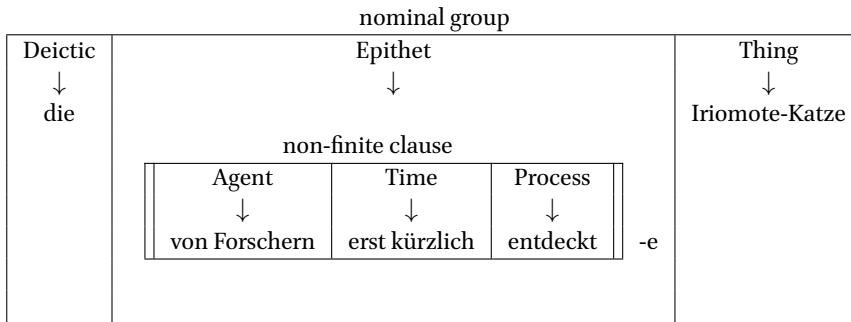 nominal group
Deictic Epithet Thing
↓ ↓ ↓
die Iriomote-Katze
non-finite clause
Agent Time Process
↓ ↓ ↓
von Forschern erst kürzlich entdeckt -e